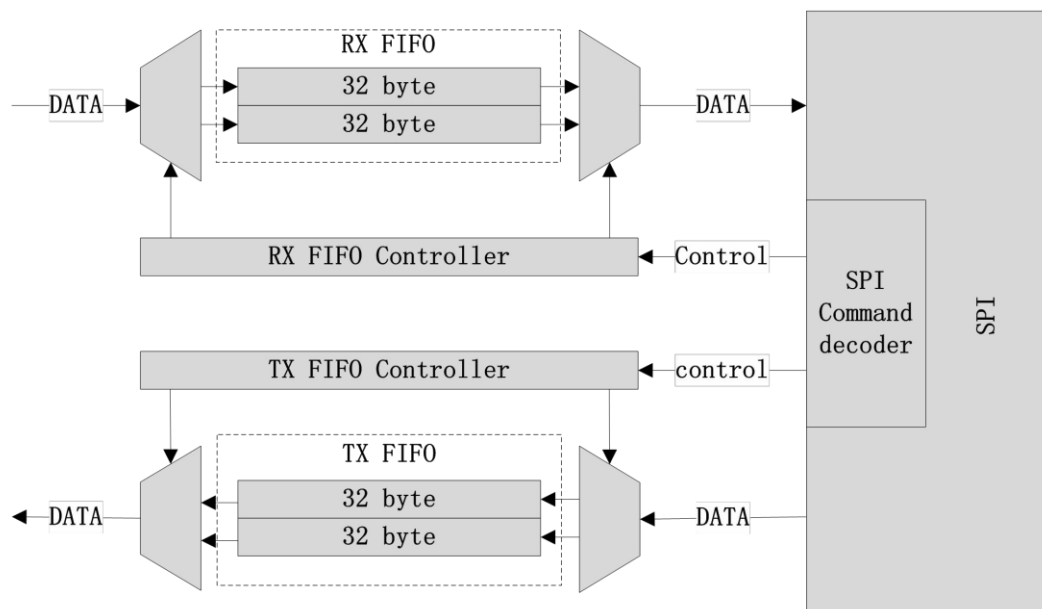 RX FIFO
32 byte
DATA
DATA
32 byte
RX FIFO Controller
Control
SPI
Command
decoder
SPI
TX FIFO Controller
control
TX FIFO
32 byte
DATA
DATA
32 byte